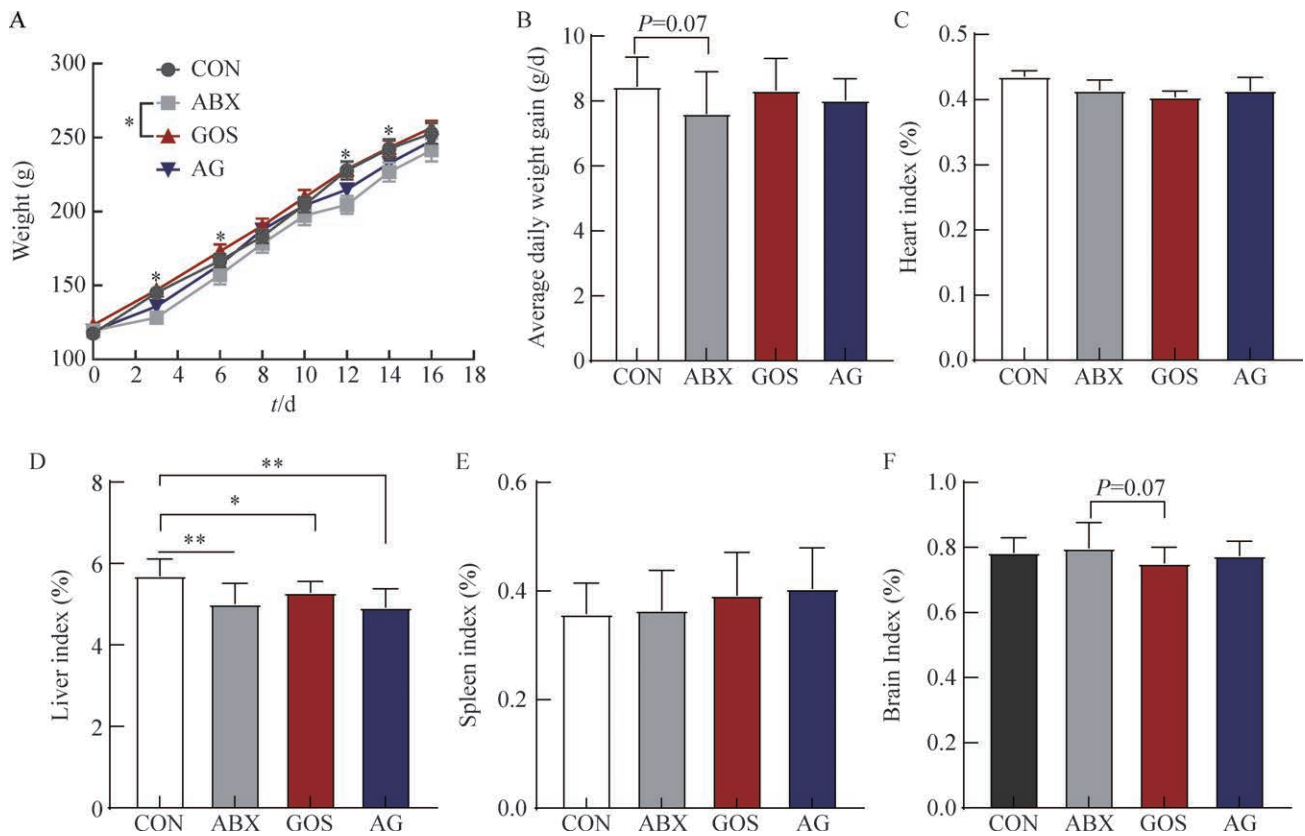 A
Weight (g)
300
250
200
150
100
CON
ABX
GOS
AG
*
*
*
*
*
0 2 4 6 8 10 12 14 16 18
t/d
B
P=0.07
Average daily weight gain (g/d)
10
8
6
4
2
0
CON ABX GOS AG
C
Heart index (%)
0.5
0.4
0.3
0.2
0.1
0.0
CON ABX GOS AG
D
**
*
**
Liver index (%)
8
6
4
2
0
CON ABX GOS AG
E
Spleen index (%)
0.6
0.4
0.2
0.0
CON ABX GOS AG
F
P=0.07
Brain Index (%)
1.0
0.8
0.6
0.4
0.2
0.0
CON ABX GOS AG